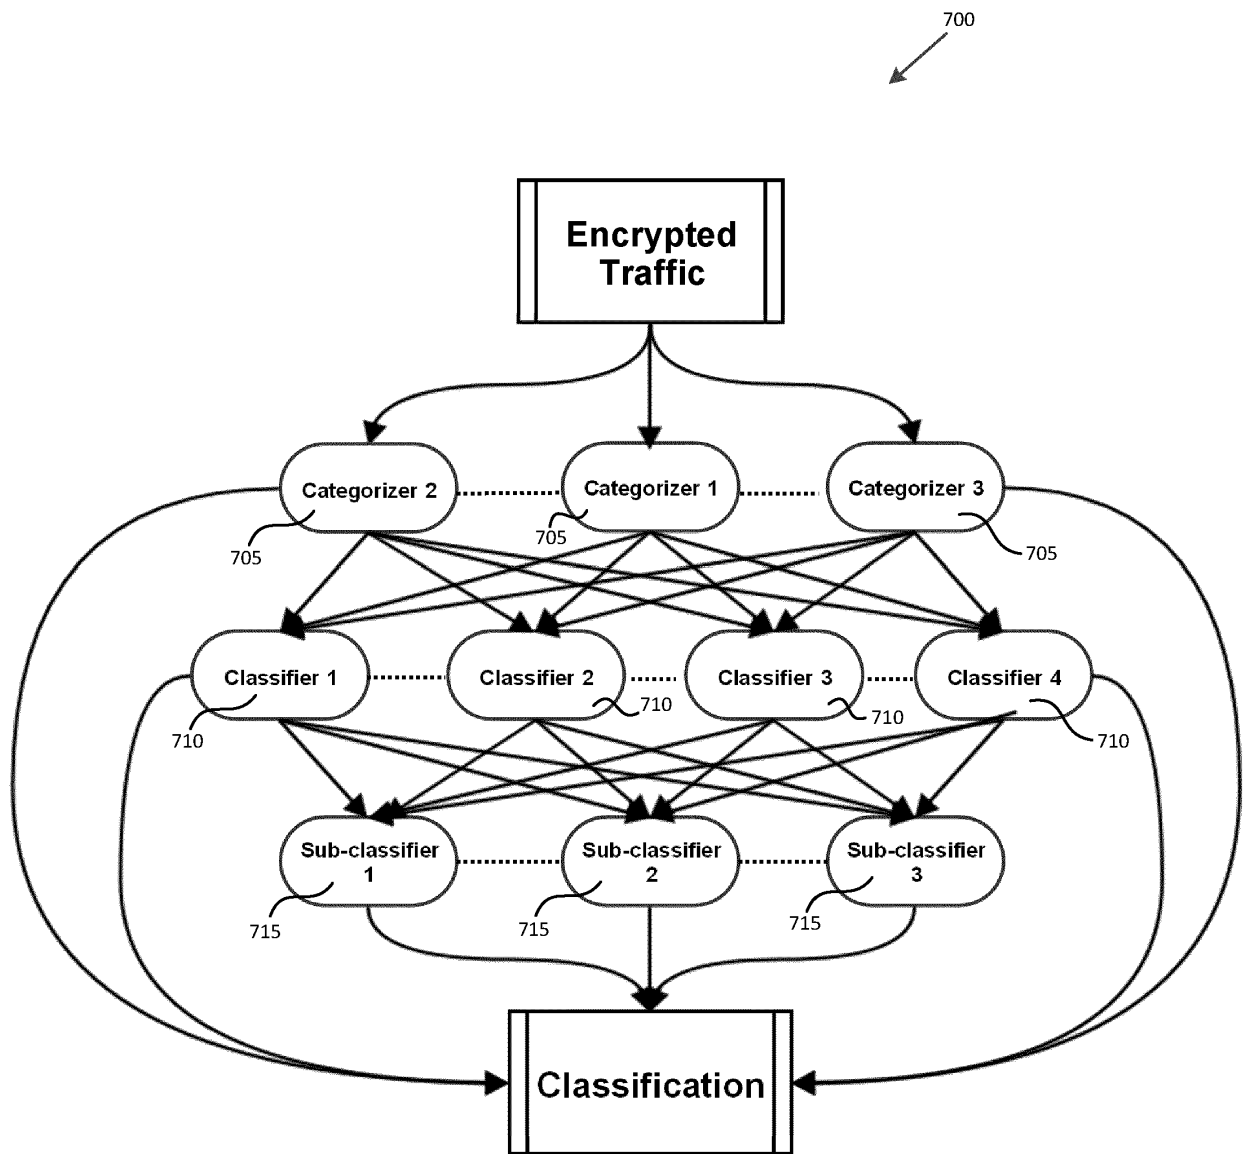 700
Encrypted
Traffic
Categorizer 2
Categorizer 1
Categorizer 3
705
705
705
Classifier 1
Classifier 2
Classifier 3
Classifier 4
710
710
710
710
Sub-classifier
1
Sub-classifier
2
Sub-classifier
3
715
715
715
Classification